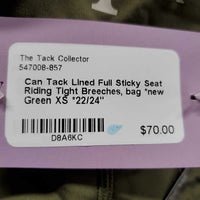 The Tack Collector
547008-857
Can Tack LIned Full Sticky Seat
Riding Tight Breeches, bag *new
Green XS *22/24"
D8A6KC
$70.00